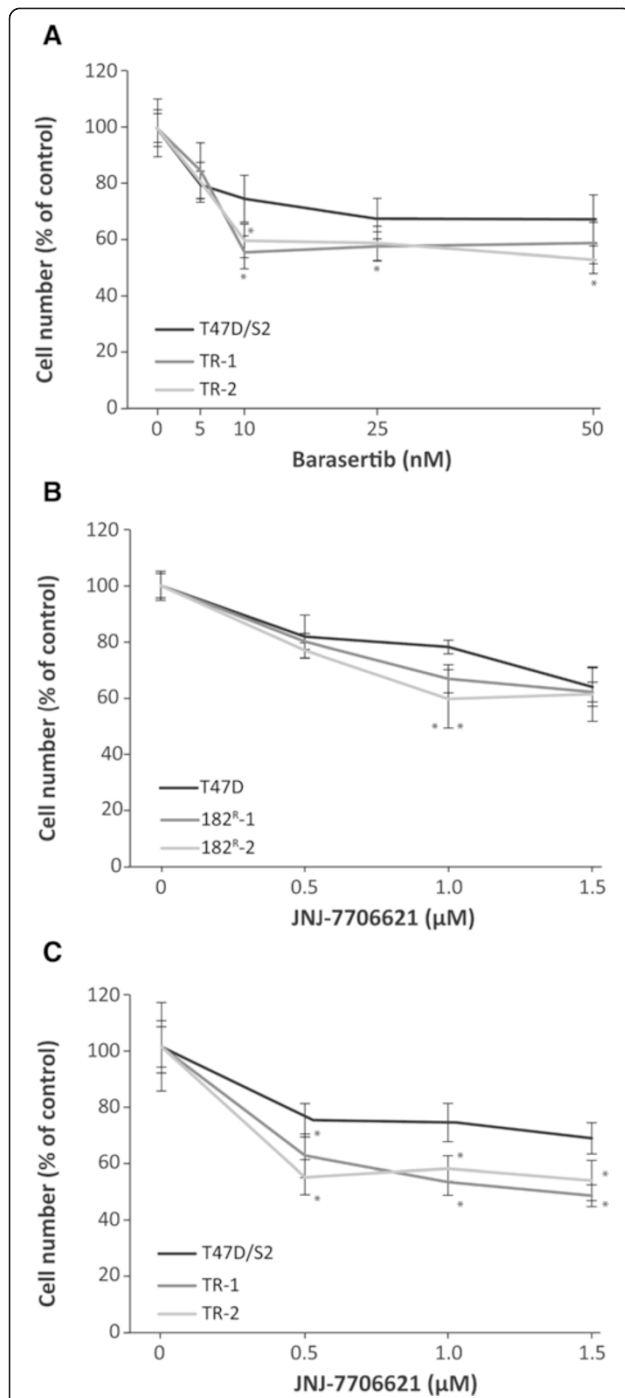 A
120
100
80
60
40
20
0
Cell number (% of control)
*
*
*
*
T47D/S2
TR-1
TR-2
0 5 10 25 50
Barasertib (nM)
B
120
100
80
60
40
20
0
Cell number (% of control)
* *
T47D
182ᴿ-1
182ᴿ-2
0 0.5 1.0 1.5
JNJ-7706621 (µM)
C
120
100
80
60
40
20
0
Cell number (% of control)
*
*
*
*
*
*
T47D/S2
TR-1
TR-2
0 0.5 1.0 1.5
JNJ-7706621 (µM)